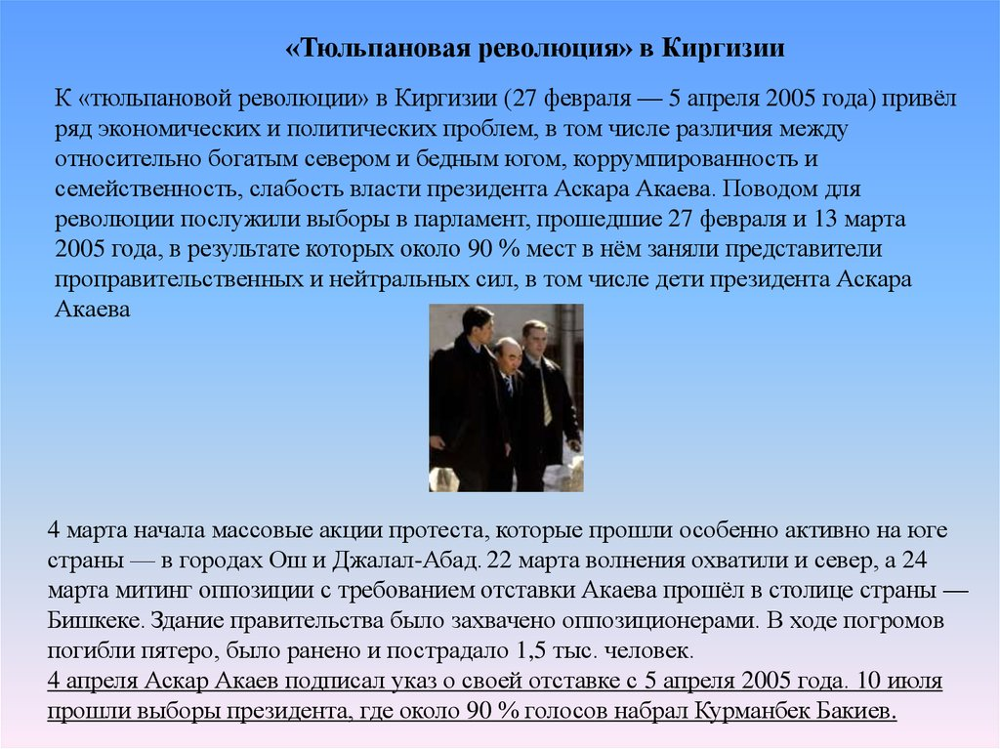 «Тюльпановая революция» в Киргизии
К «тюльпановой революции» в Киргизии (27 февраля — 5 апреля 2005 года) привёл
ряд экономических и политических проблем, в том числе различия между
относительно богатым севером и бедным югом, коррумпированность и
семейственность, слабость власти президента Аскара Акаева. Поводом для
революции послужили выборы в парламент, прошедшие 27 февраля и 13 марта
2005 года, в результате которых около 90 % мест в нём заняли представители
проправительственных и нейтральных сил, в том числе дети президента Аскара
Акаева
4 марта начала массовые акции протеста, которые прошли особенно активно на юге
страны — в городах Ош и Джалал-Абад. 22 марта волнения охватили и север, а 24
марта митинг оппозиции с требованием отставки Акаева прошёл в столице страны —
Бишкеке. Здание правительства было захвачено оппозиционерами. В ходе погромов
погибли пятеро, было ранено и пострадало 1,5 тыс. человек.
4 апреля Аскар Акаев подписал указ о своей отставке с 5 апреля 2005 года. 10 июля
прошли выборы президента, где около 90 % голосов набрал Курманбек Бакиев.